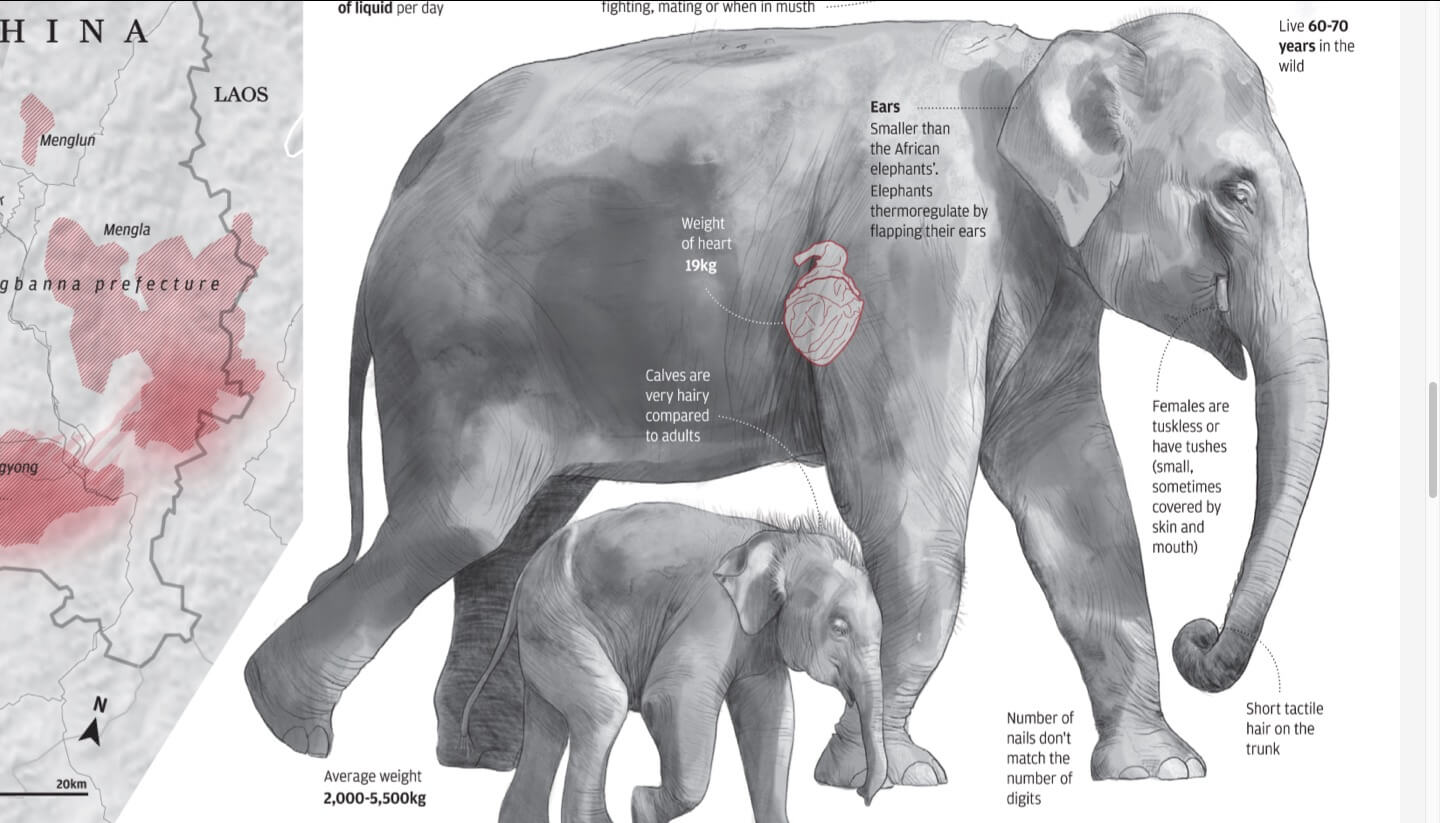 of liquid per day
fighting, mating or when in musth
HINA
LAOS
Menglun
Mengla
gbanna prefecture
gyong
N
20km
Live 60-70
years in the
wild
Ears
Smaller than
the African
elephants'.
Elephants
thermoregulate by
flapping their ears
Weight
of heart
19kg
Calves are
very hairy
compared
to adults
Females are
tuskless or
have tushes
(small,
sometimes
covered by
skin and
mouth)
Short tactile
hair on the
trunk
Number of
nails don't
match the
number of
digits
Average weight
2,000-5,500kg